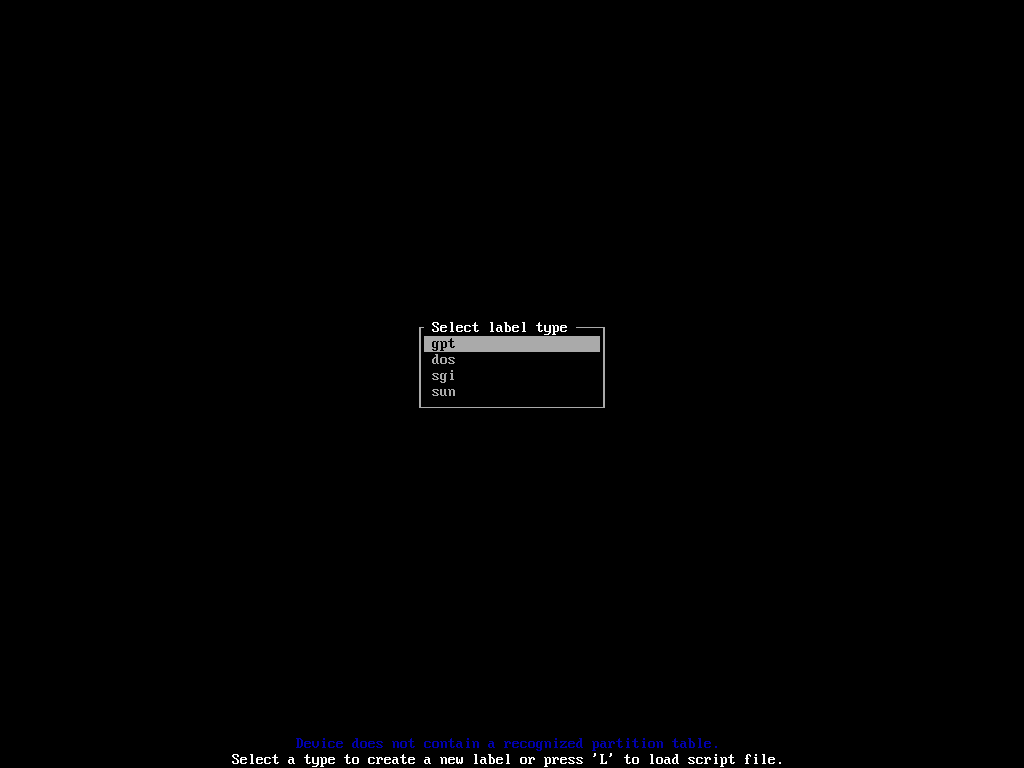 Select label type
gpt
dos
sgi
sun
Device does not contain a recognized partition table.
Select a type to create a new label or press 'L' to load script file.